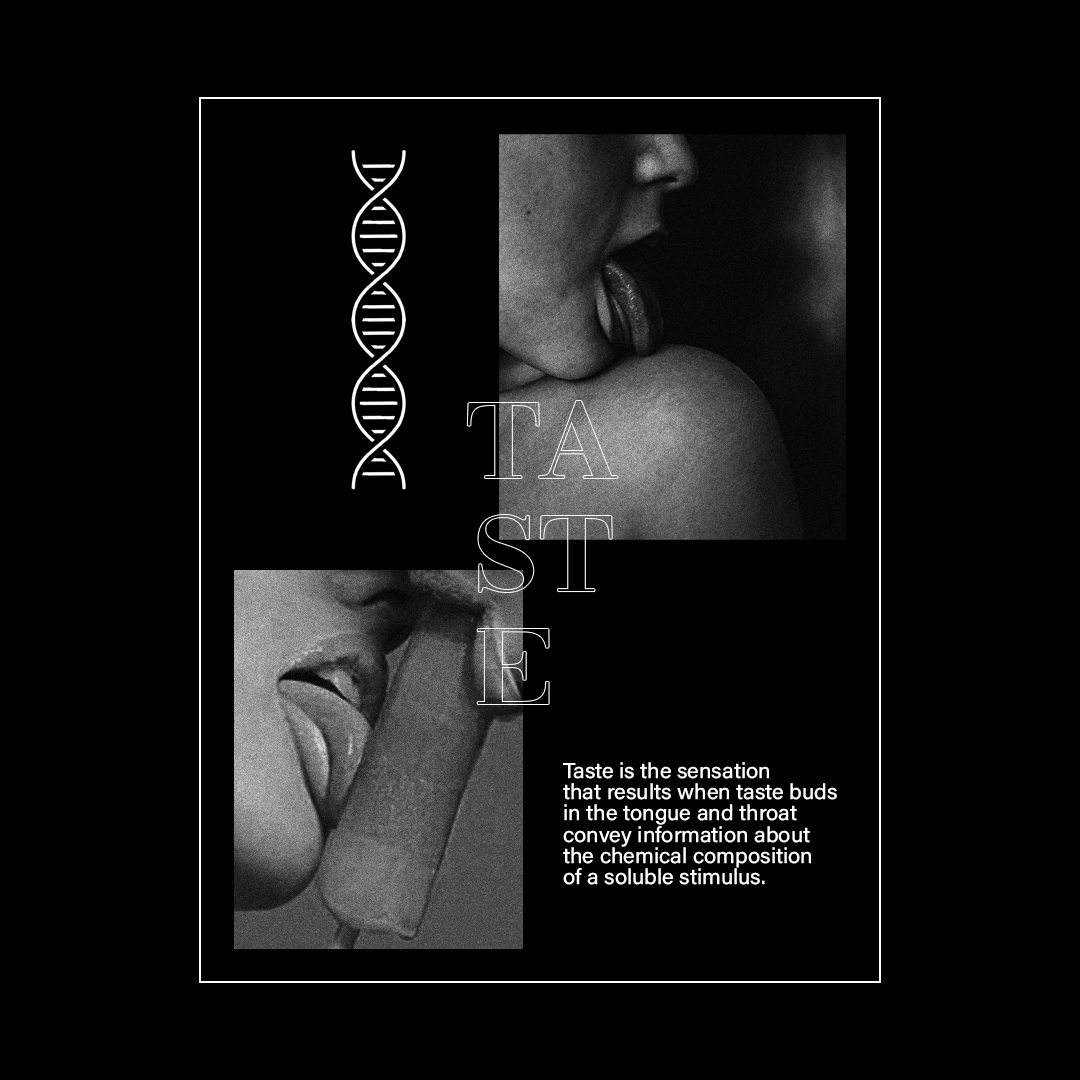 TA
ST
E
Taste is the sensation
that results when taste buds
in the tongue and throat
convey information about
the chemical composition
of a soluble stimulus.